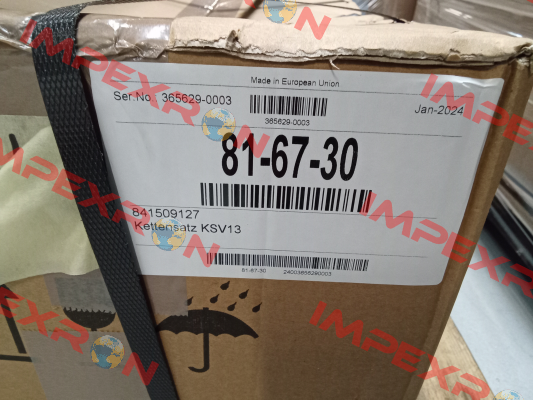 Made in European Union
Ser.No.: 365629-0003
365629-0003
Jan-2024
81-67-30
841509127
Kettensatz KSV13
81-67-30 24003656290003
IMPEXRON
IMPEXRON
IMPEXRON
IMPEXRON